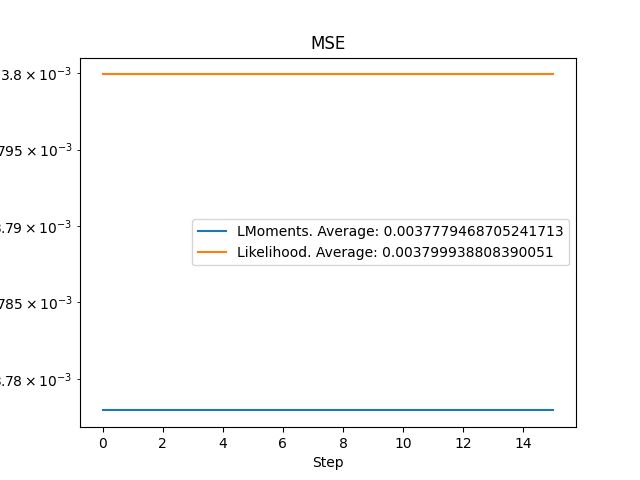 MSE
3.8 × 10⁻³
795 × 10⁻³
.79 × 10⁻³
785 × 10⁻³
.78 × 10⁻³
LMoments. Average: 0.0037779468705241713
Likelihood. Average: 0.003799938808390051
0 2 4 6 8 10 12 14
Step